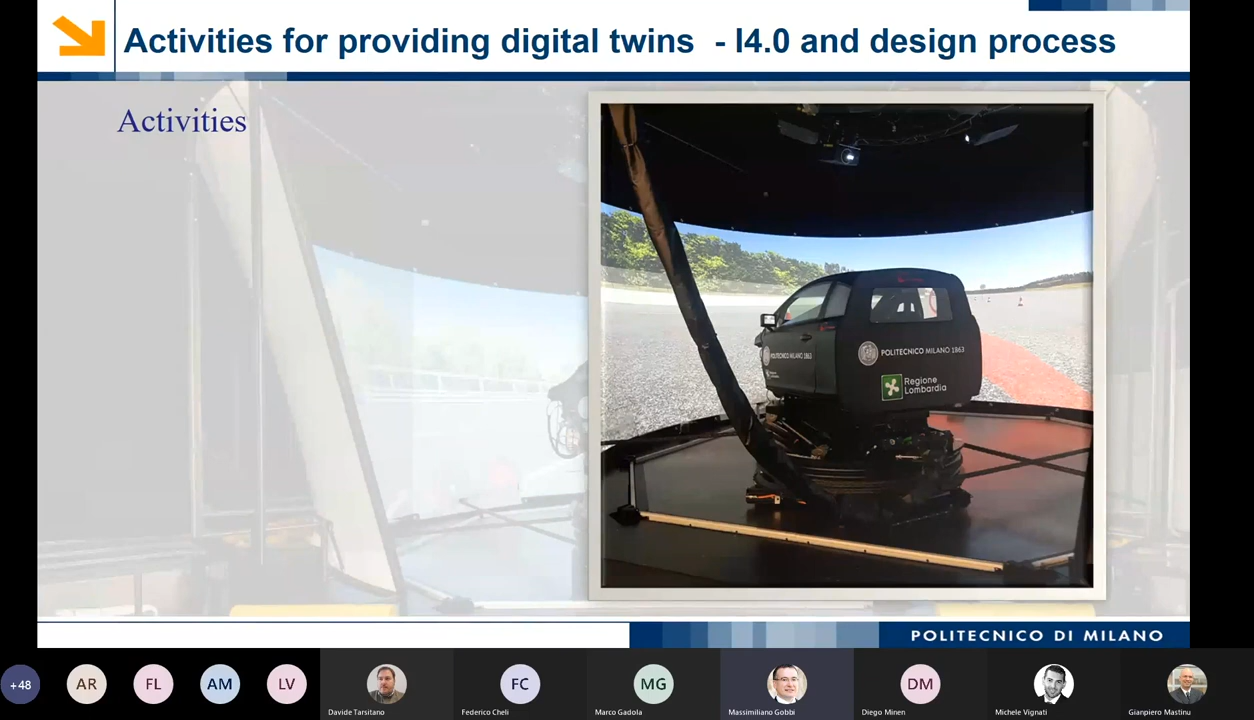 Activities for providing digital twins - I4.0 and design process
Activities
POLITECNICO MILANO 1863
POLITECNICO MILANO 1863
Regione
Lombardia
POLITECNICO DI MILANO
+48
AR
FL
AM
LV
FC
MG
DM
Davide Tarsitano
Federico Cheli
Marco Gadola
Massimiliano Gobbi
Diego Minen
Michele Vignati
Gianpiero Mastinu